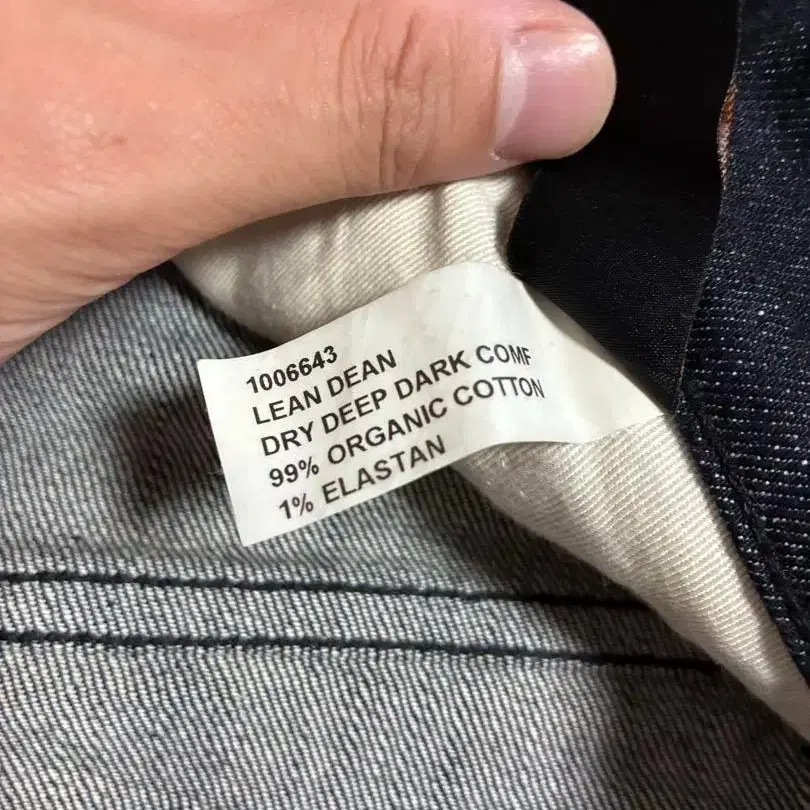 1006643
LEAN DEAN
DRY DEEP DARK COMF
99% ORGANIC COTTON
1% ELASTAN